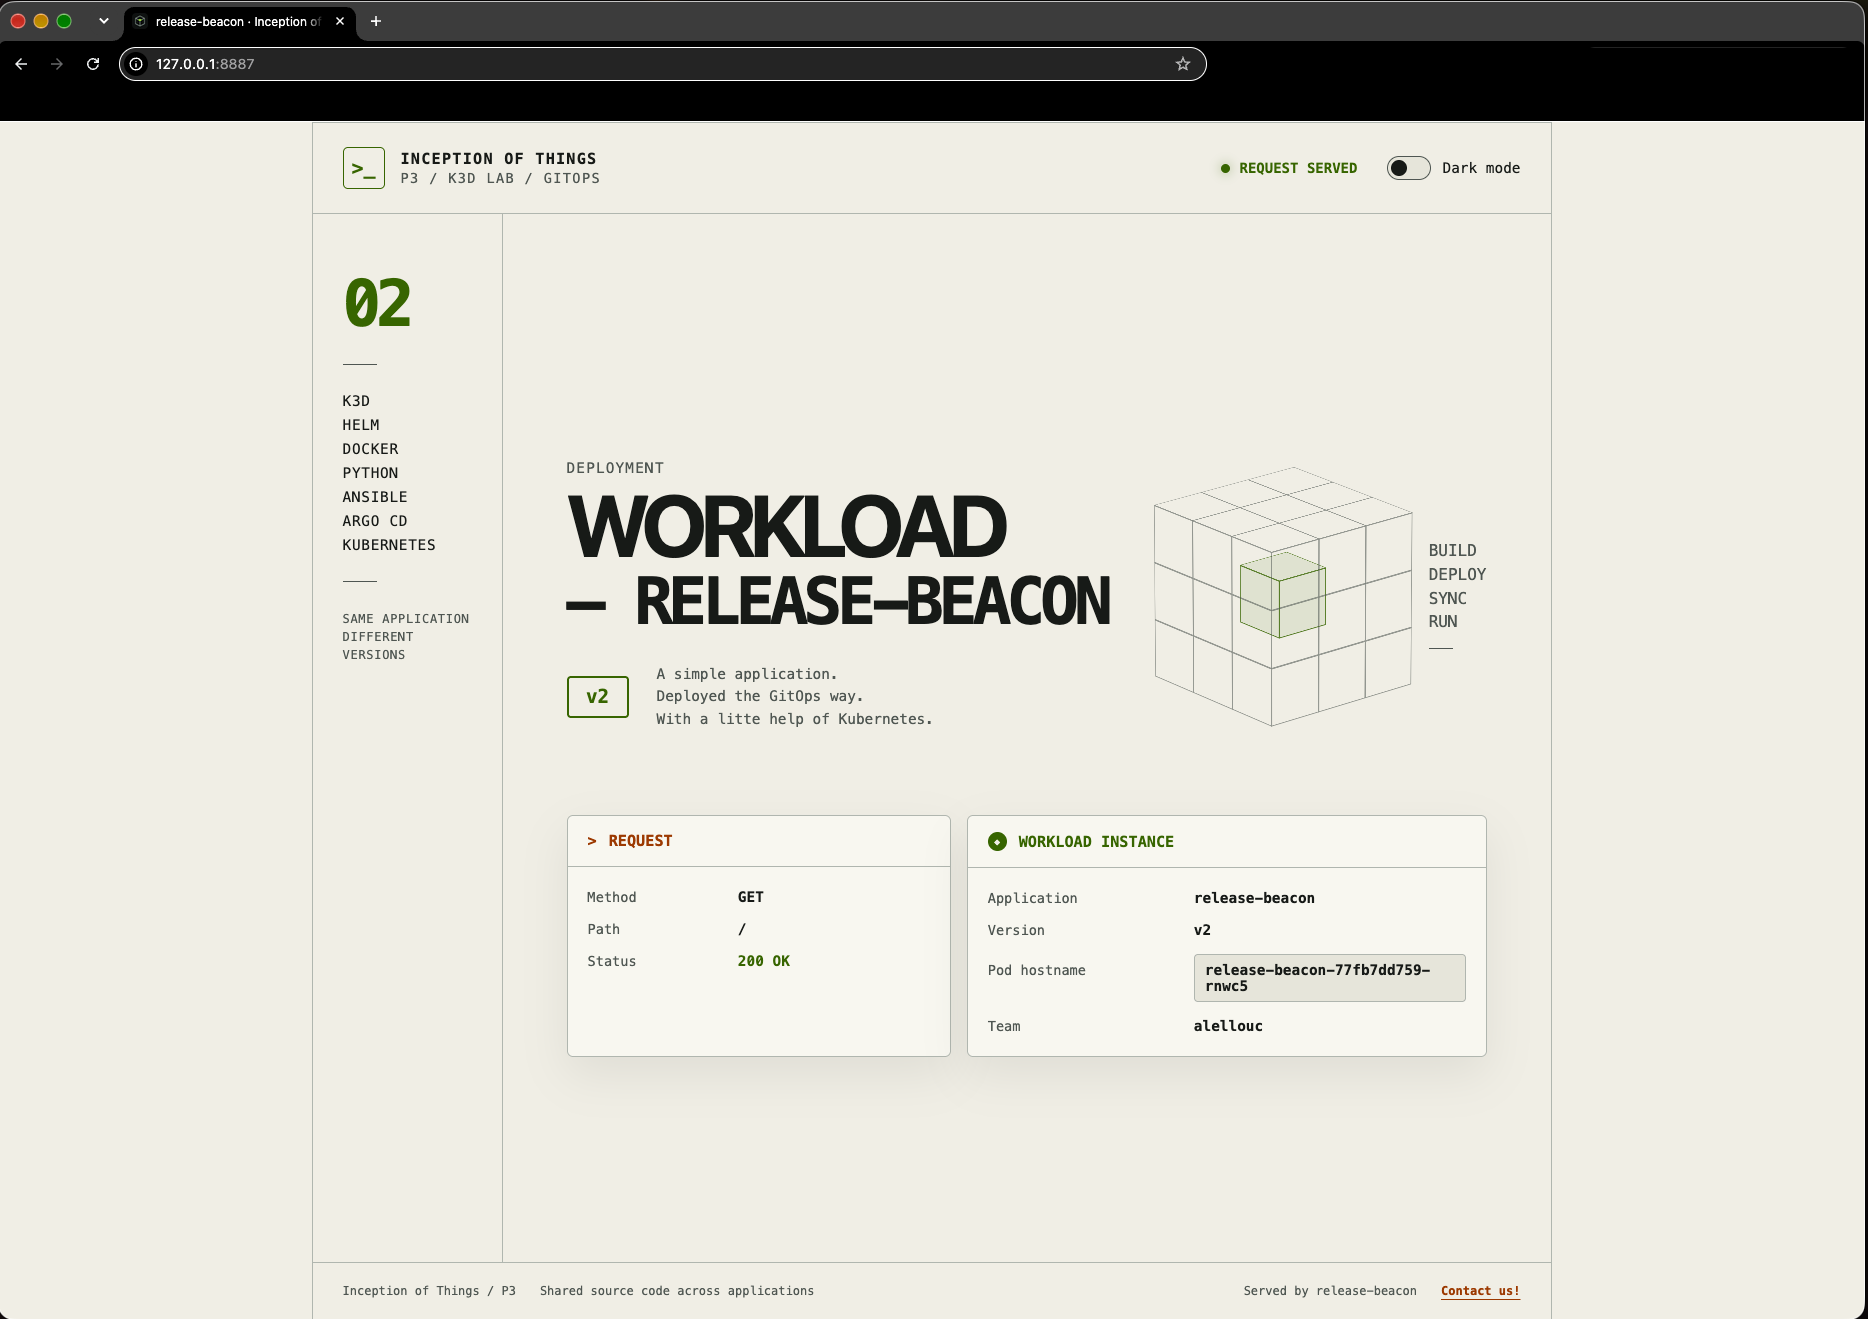 release-beacon · Inception of
127.0.0.1:8887
>_
INCEPTION OF THINGS
P3 / K3D LAB / GITOPS
REQUEST SERVED
Dark mode
02
K3D
HELM
DOCKER
PYTHON
ANSIBLE
ARGO CD
KUBERNETES
SAME APPLICATION
DIFFERENT
VERSIONS
DEPLOYMENT
WORKLOAD
— RELEASE-BEACON
v2
A simple application.
Deployed the GitOps way.
With a litte help of Kubernetes.
BUILD
DEPLOY
SYNC
RUN
> REQUEST
Method GET
Path /
Status 200 OK
WORKLOAD INSTANCE
Application release-beacon
Version v2
Pod hostname release-beacon-77fb7dd759-
rnwc5
Team alellouc
Inception of Things / P3 Shared source code across applications
Served by release-beacon Contact us!